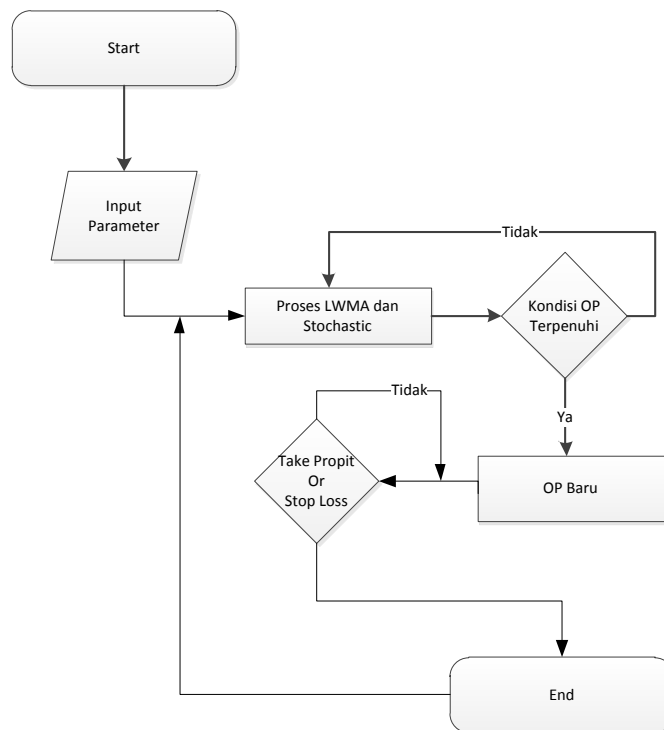 Start
Input
Parameter
Tidak
Proses LWMA dan
Stochastic
Kondisi OP
Terpenuhi
Ya
Tidak
Take Propit
Or
Stop Loss
OP Baru
End